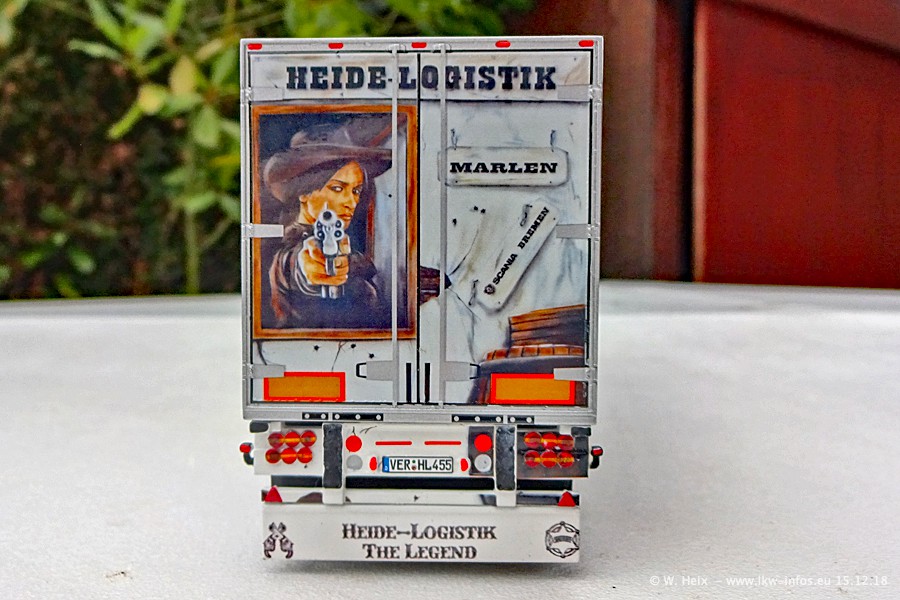 HEIDE-LOGISTIK
MARLEN
SCANIA BREMEN
VER HL455
HEIDE-LOGISTIK
THE LEGEND
© W. Heix - www.lkw-infos.eu 15.12.18